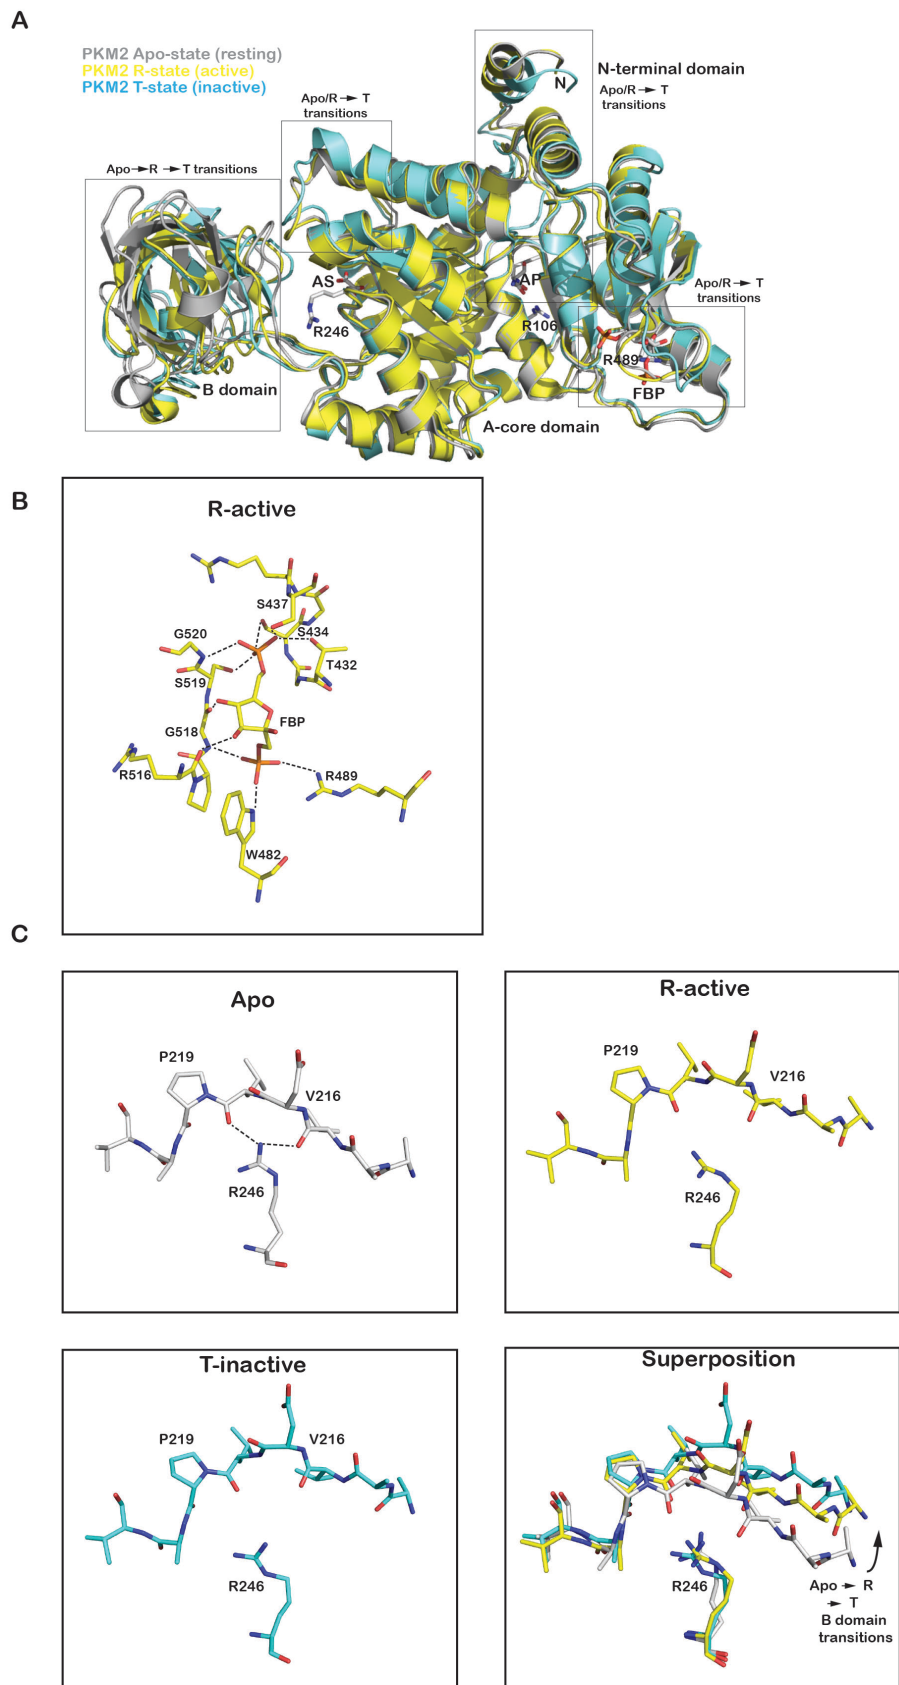 A
PKM2 Apo-state (resting)
PKM2 R-state (active)
PKM2 T-state (inactive)
N-terminal domain
Apo/R → T
transitions
N
Apo/R → T
transitions
Apo → R → T transitions
Apo/R → T
transitions
AS
R246
AP
R106
R489
FBP
B domain
A-core domain
B
R-active
S437
G520
S434
T432
S519
FBP
G518
R516
R489
W482
C
Apo
P219
V216
R246
R-active
P219
V216
R246
T-inactive
P219
V216
R246
Superposition
R246
Apo → R
→ T
B domain
transitions